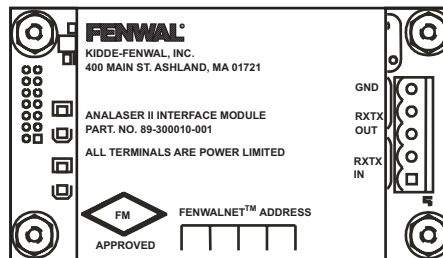 FENWAL®
KIDDE-FENWAL, INC.
400 MAIN ST. ASHLAND, MA 01721
GND
ANALASER II INTERFACE MODULE
PART. NO. 89-300010-001
RXTX
OUT
ALL TERMINALS ARE POWER LIMITED
RXTX
IN
FM
APPROVED
FENWALNET™ ADDRESS